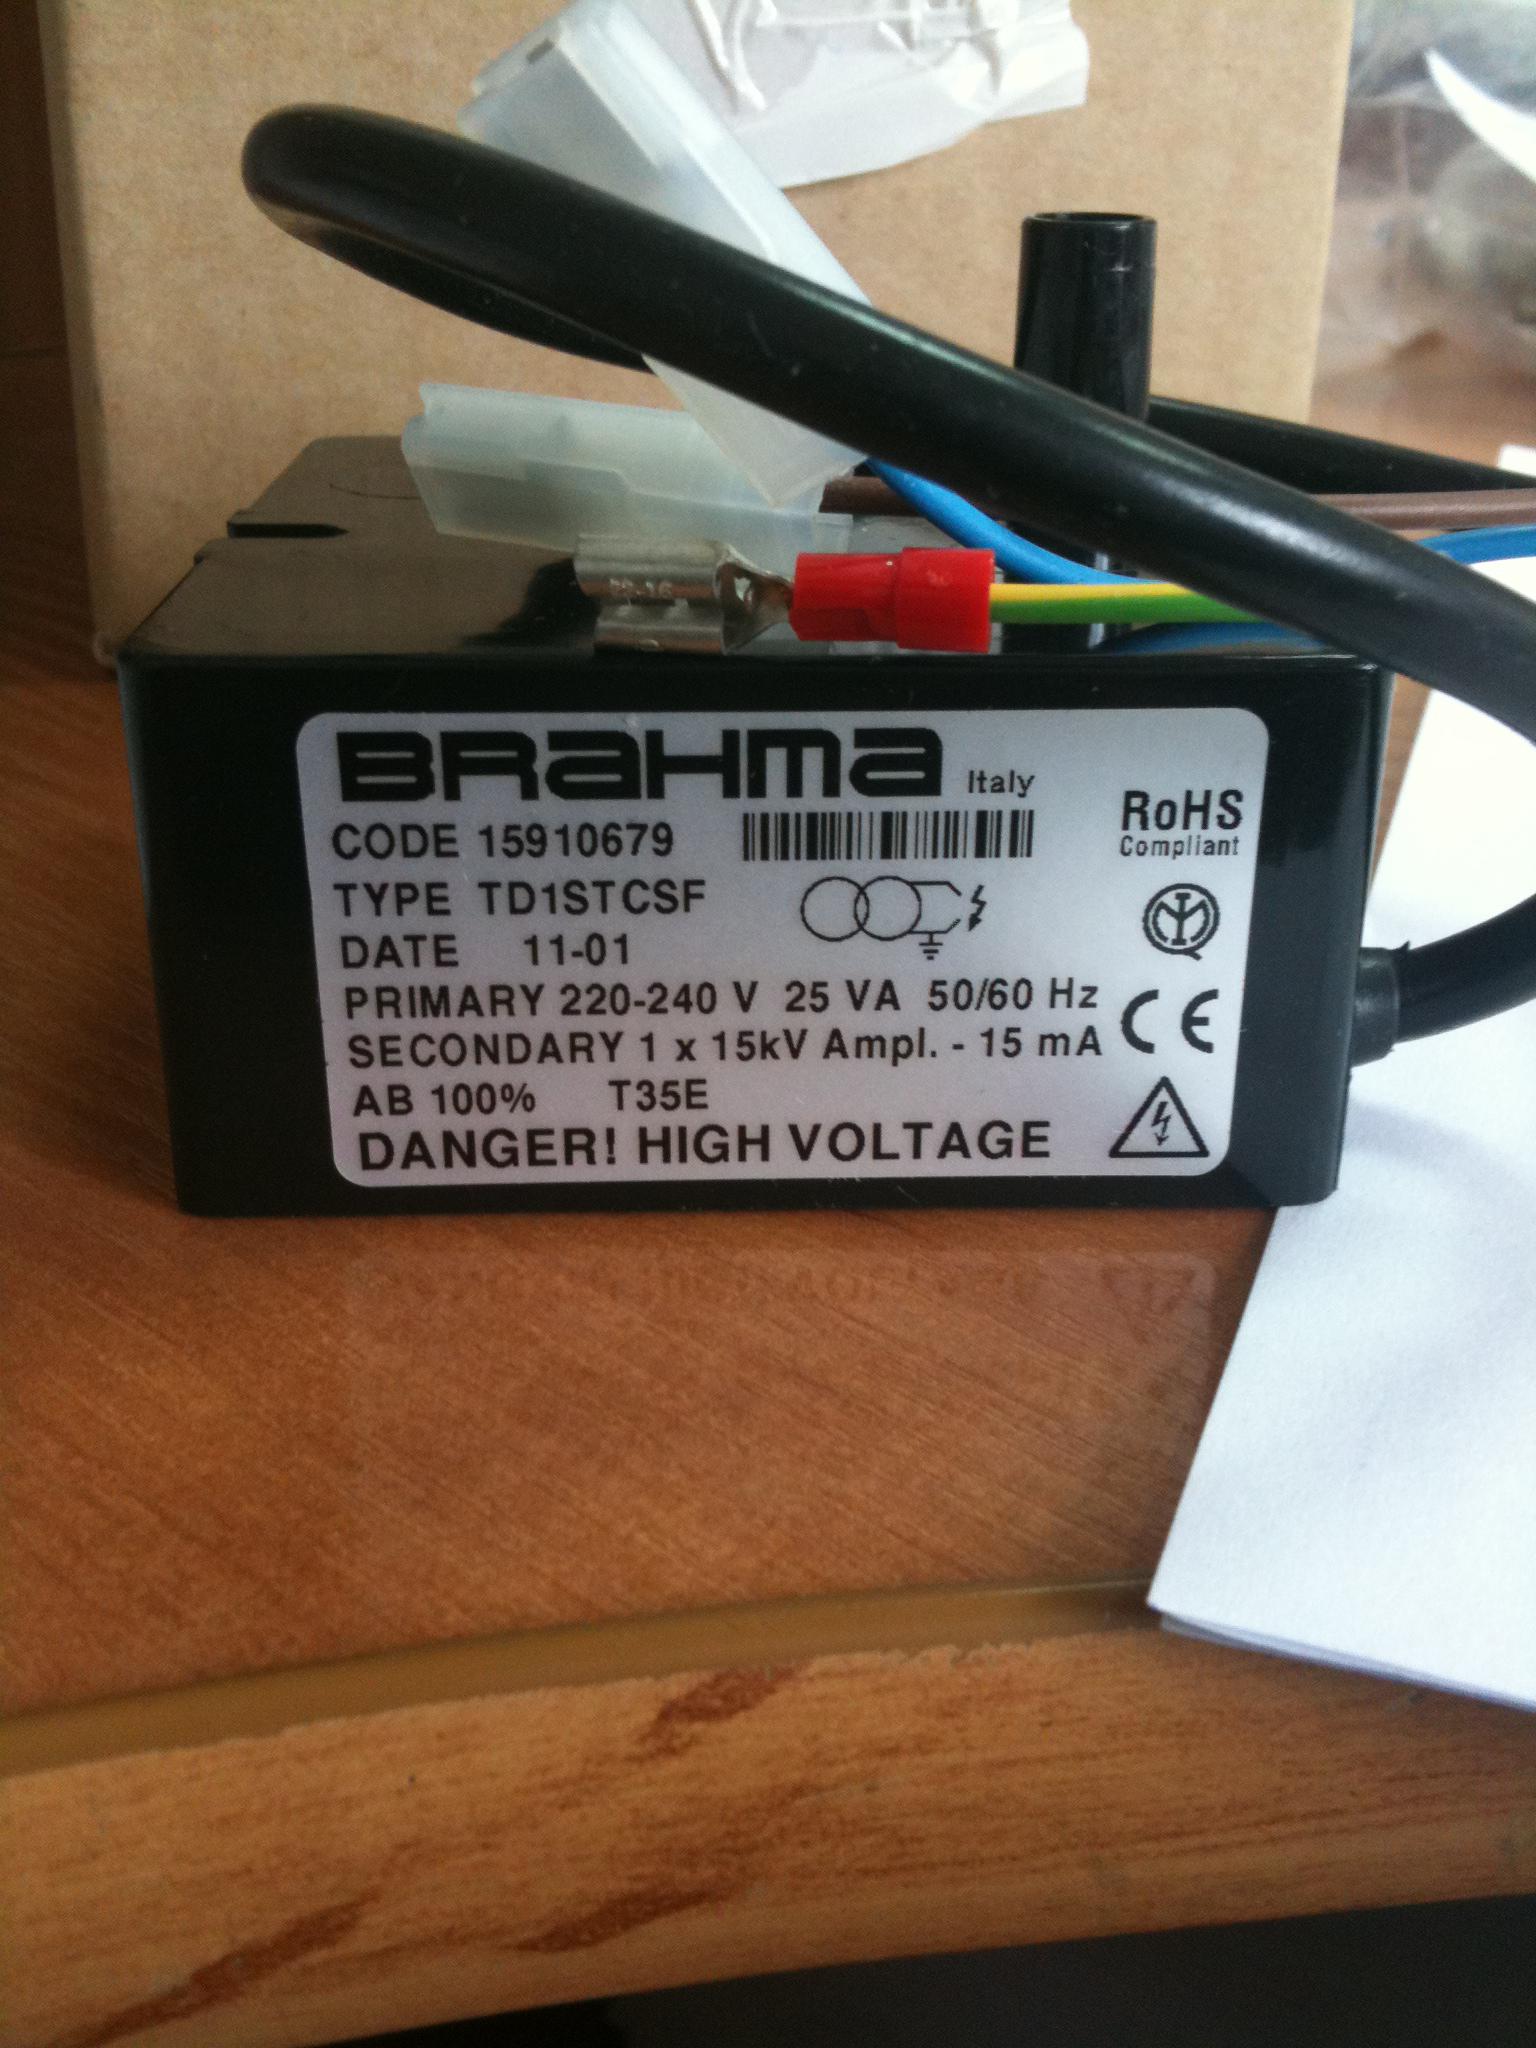 BRAHMA Italy
CODE 15910679
RoHS
Compliant
TYPE TD1STCSF
DATE 11-01
PRIMARY 220-240 V 25 VA 50/60 Hz
SECONDARY 1 x 15kV Ampl. - 15 mA
CE
AB 100% T35E
DANGER! HIGH VOLTAGE